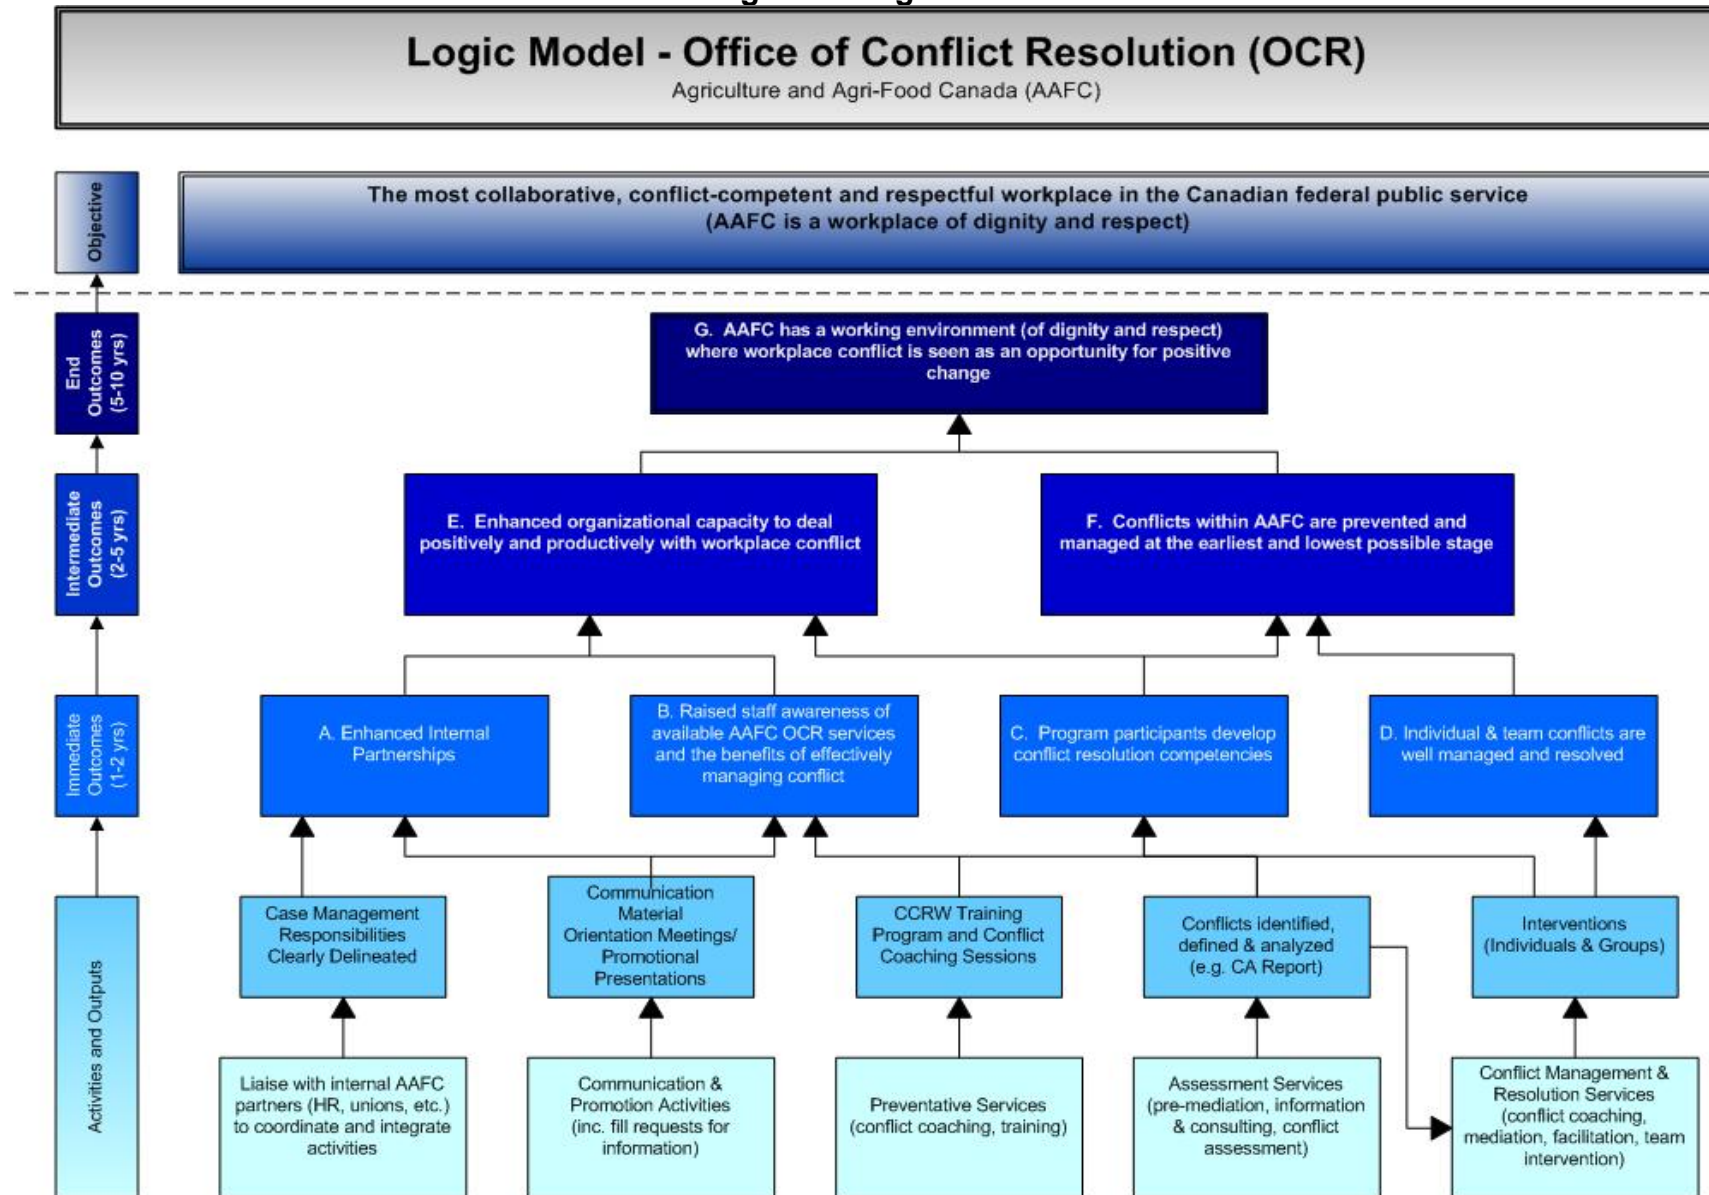 Logic Model - Office of Conflict Resolution (OCR)
Agriculture and Agri-Food Canada (AAFC)
Objective
The most collaborative, conflict-competent and respectful workplace in the Canadian federal public service
(AAFC is a workplace of dignity and respect)
End
Outcomes
(5-10 yrs)
G. AAFC has a working environment (of dignity and respect)
where workplace conflict is seen as an opportunity for positive
change
Intermediate
Outcomes
(2-5 yrs)
E. Enhanced organizational capacity to deal
positively and productively with workplace conflict
F. Conflicts within AAFC are prevented and
managed at the earliest and lowest possible stage
Immediate
Outcomes
(1-2 yrs)
A. Enhanced Internal
Partnerships
B. Raised staff awareness of
available AAFC OCR services
and the benefits of effectively
managing conflict
C. Program participants develop
conflict resolution competencies
D. Individual & team conflicts are
well managed and resolved
Activities and Outputs
Case Management
Responsibilities
Clearly Delineated
Communication
Material
Orientation Meetings/
Promotional
Presentations
CCRW Training
Program and Conflict
Coaching Sessions
Conflicts identified,
defined & analyzed
(e.g. CA Report)
Interventions
(Individuals & Groups)
Liaise with internal AAFC
partners (HR, unions, etc.)
to coordinate and integrate
activities
Communication &
Promotion Activities
(inc. fill requests for
information)
Preventative Services
(conflict coaching, training)
Assessment Services
(pre-mediation, information
& consulting, conflict
assessment)
Conflict Management &
Resolution Services
(conflict coaching,
mediation, facilitation, team
intervention)